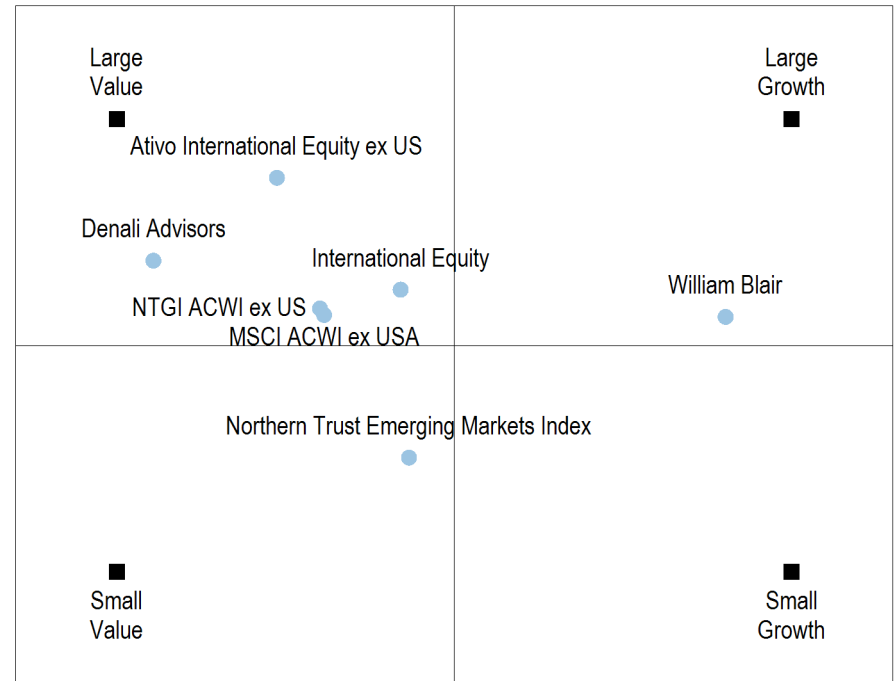 Large
Value
Large
Growth
Ativo International Equity ex US
Denali Advisors
International Equity
William Blair
NTGI ACWI ex US
MSCI ACWI ex USA
Northern Trust Emerging Markets Index
Small
Value
Small
Growth